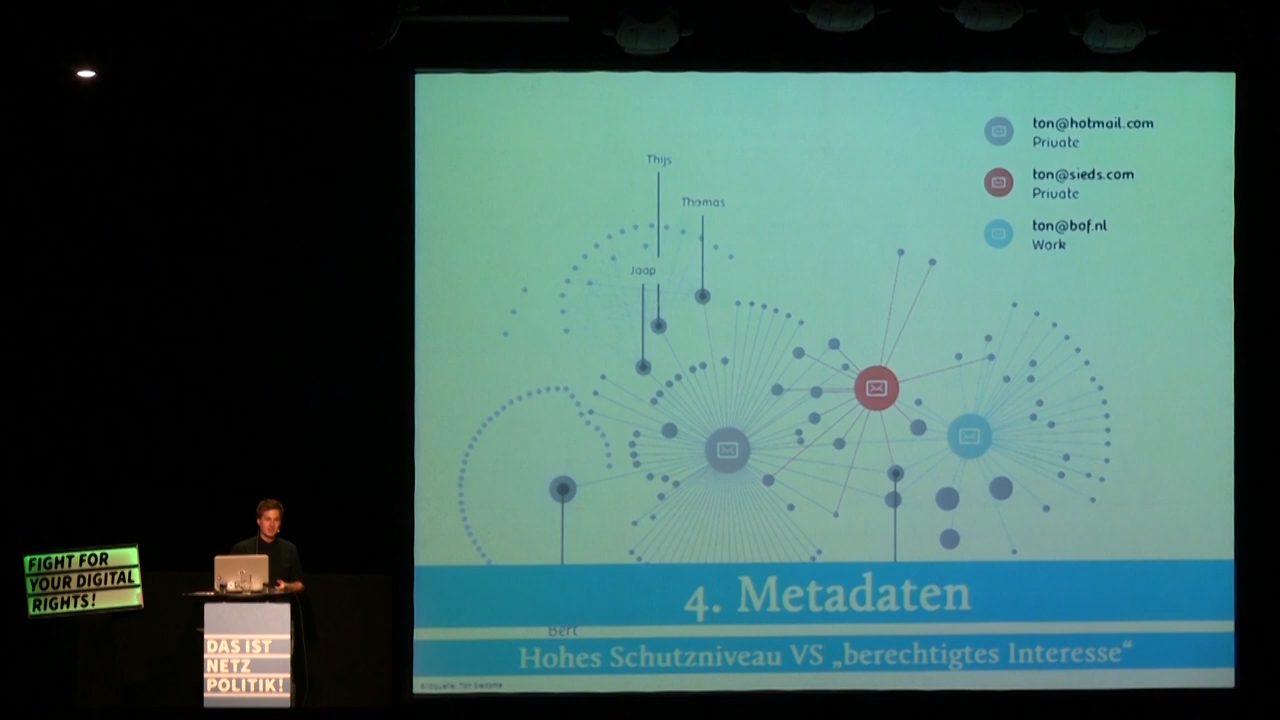 ton@hotmail.com
Private
ton@sieds.com
Private
ton@bof.nl
Work
Thijs
Thomas
Jaap
4. Metadaten
Bert
Hohes Schutzniveau VS „berechtigtes Interesse“
FIGHT FOR
YOUR DIGITAL
RIGHTS!
DAS IST
NETZ
POLITIK!